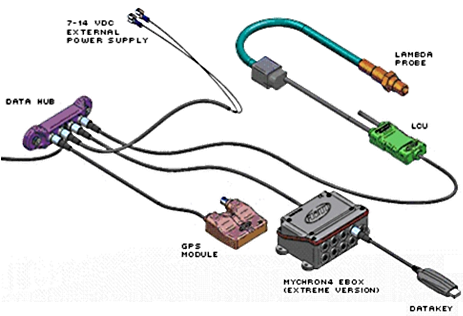 7-14 VDC
EXTERNAL
POWER SUPPLY
LAMBDA
PROBE
DATA HUB
LCU
GPS
MODULE
MYCHRON4 EBOX
(EXTREME VERSION)
DATAKEY